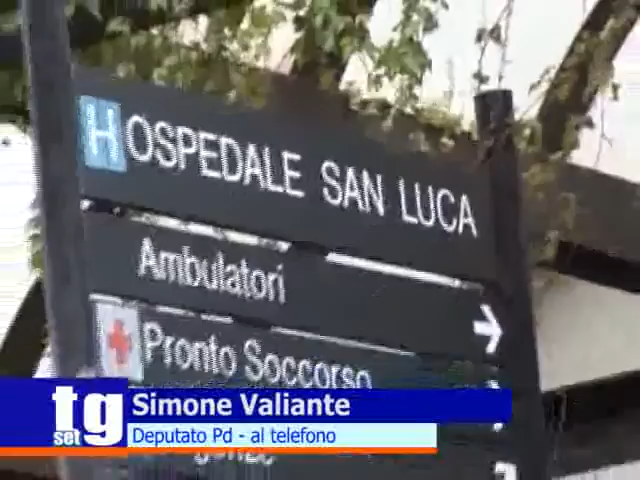 HOSPEDALE SAN LUCA
Ambulatori
Pronto Soccorso
tg
set
Simone Valiante
Deputato Pd - al telefono